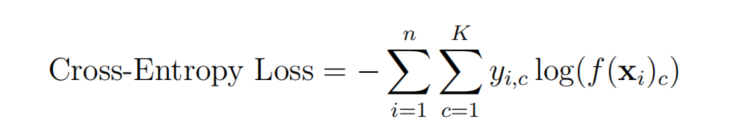 Cross-Entropy Loss = − ∑_{i=1}^{n} ∑_{c=1}^{K} y_{i,c} log(f(𝐱_i)_c)